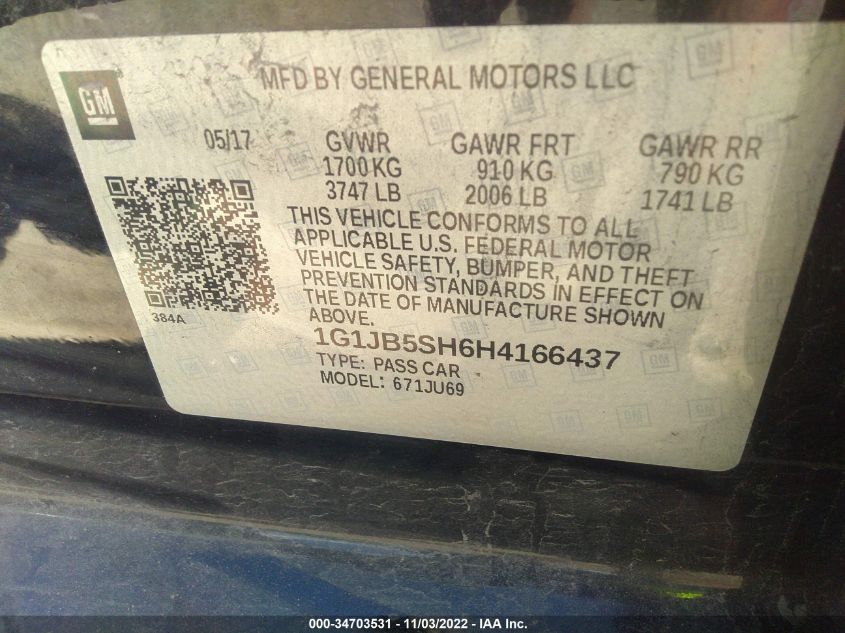 MFD BY GENERAL MOTORS LLC
GM
05/17 GVWR GAWR FRT GAWR RR
1700 KG 910 KG 790 KG
3747 LB 2006 LB 1741 LB
THIS VEHICLE CONFORMS TO ALL
APPLICABLE U.S. FEDERAL MOTOR
VEHICLE SAFETY, BUMPER, AND THEFT
PREVENTION STANDARDS IN EFFECT ON
THE DATE OF MANUFACTURE SHOWN
ABOVE.
384A
1G1JB5SH6H4166437
TYPE: PASS CAR
MODEL: 671JU69
000-34703531 - 11/03/2022 - IAA Inc.